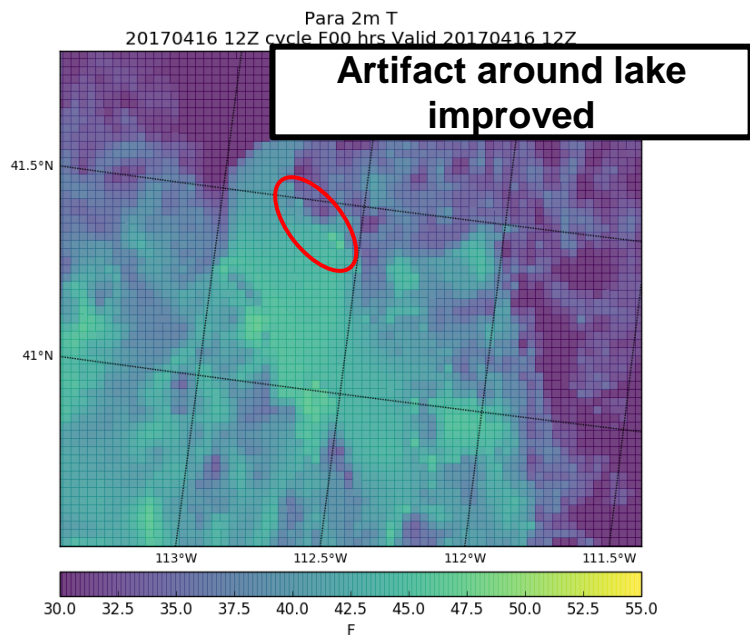 Para 2m T
20170416 12Z cycle F00 hrs Valid 20170416 12Z
Artifact around lake
improved
41.5°N
41°N
113°W 112.5°W 112°W 111.5°W
30.0 32.5 35.0 37.5 40.0 42.5 45.0 47.5 50.0 52.5 55.0
F